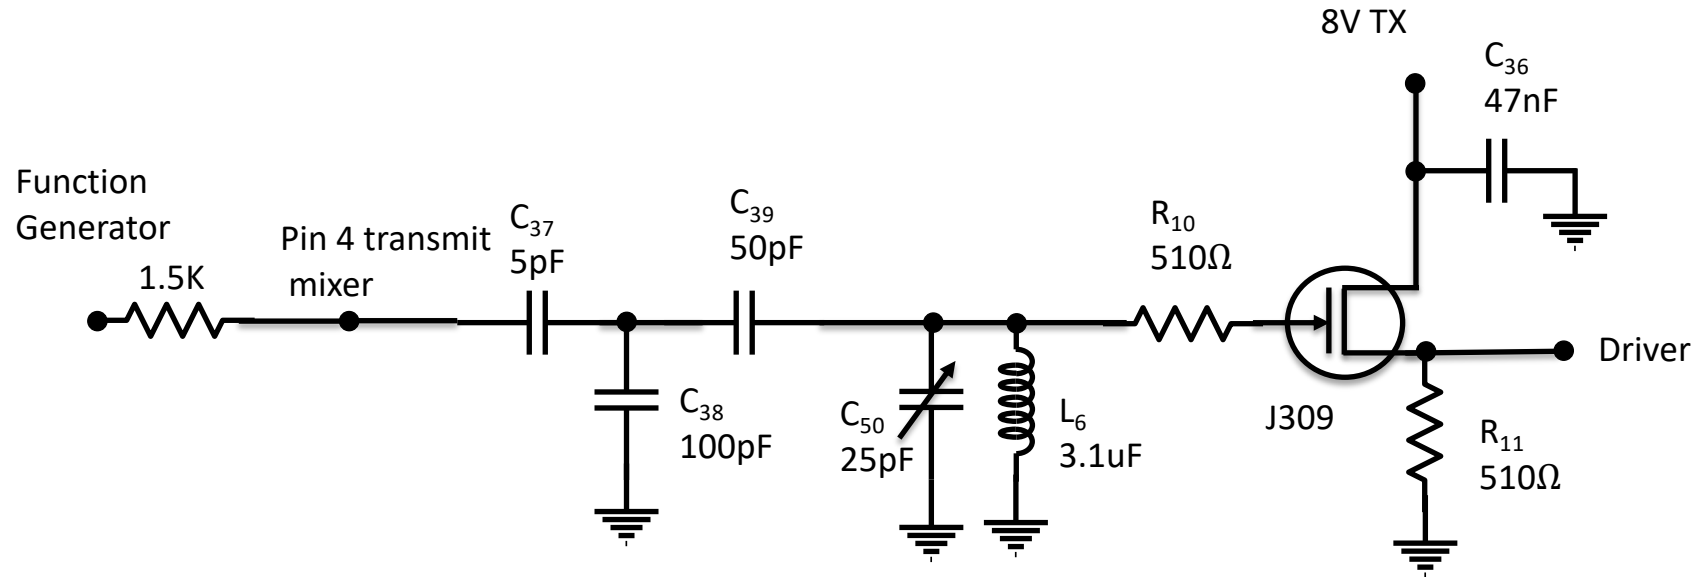 8V TX
C₃₆
47nF
Function
Generator
1.5K
Pin 4 transmit
mixer
C₃₇
5pF
C₃₉
50pF
R₁₀
510Ω
C₃₈
100pF
C₅₀
25pF
L₆
3.1uF
J309
Driver
R₁₁
510Ω